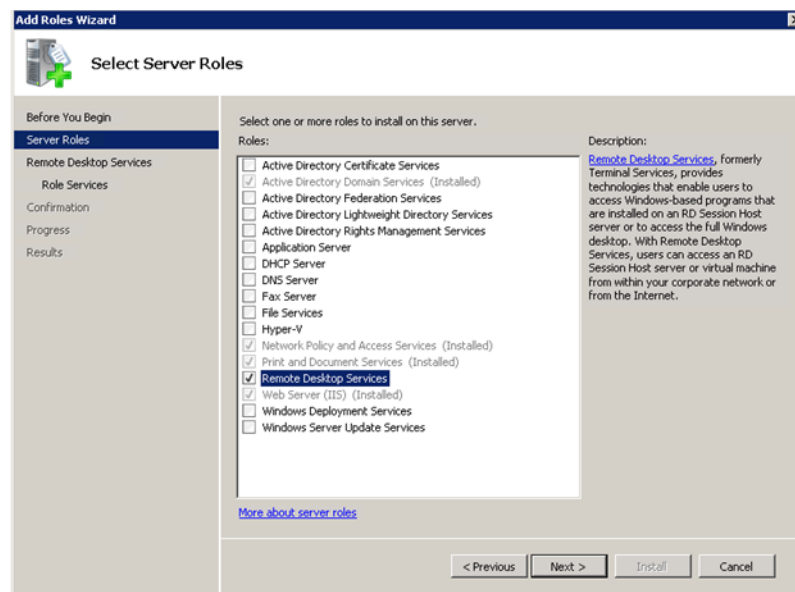 Add Roles Wizard
Select Server Roles
Before You Begin
Server Roles
Remote Desktop Services
Role Services
Confirmation
Progress
Results
Select one or more roles to install on this server.
Roles:
Active Directory Certificate Services
Active Directory Domain Services (Installed)
Active Directory Federation Services
Active Directory Lightweight Directory Services
Active Directory Rights Management Services
Application Server
DHCP Server
DNS Server
Fax Server
File Services
Hyper-V
Network Policy and Access Services (Installed)
Print and Document Services (Installed)
Remote Desktop Services
Web Server (IIS) (Installed)
Windows Deployment Services
Windows Server Update Services
More about server roles
Description:
Remote Desktop Services, formerly
Terminal Services, provides
technologies that enable users to
access Windows-based programs that
are installed on an RD Session Host
server or to access the full Windows
desktop. With Remote Desktop
Services, users can access an RD
Session Host server or virtual machine
from within your corporate network or
from the Internet.
< Previous
Next >
Install
Cancel